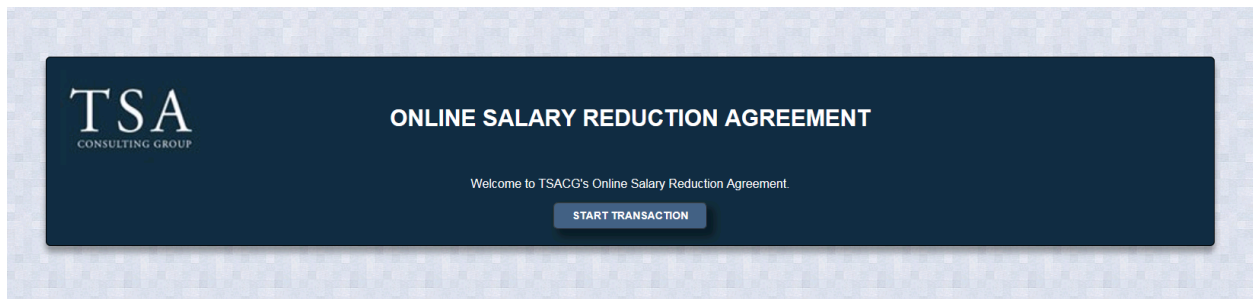 TSA
CONSULTING GROUP
ONLINE SALARY REDUCTION AGREEMENT
Welcome to TSACG's Online Salary Reduction Agreement.
START TRANSACTION